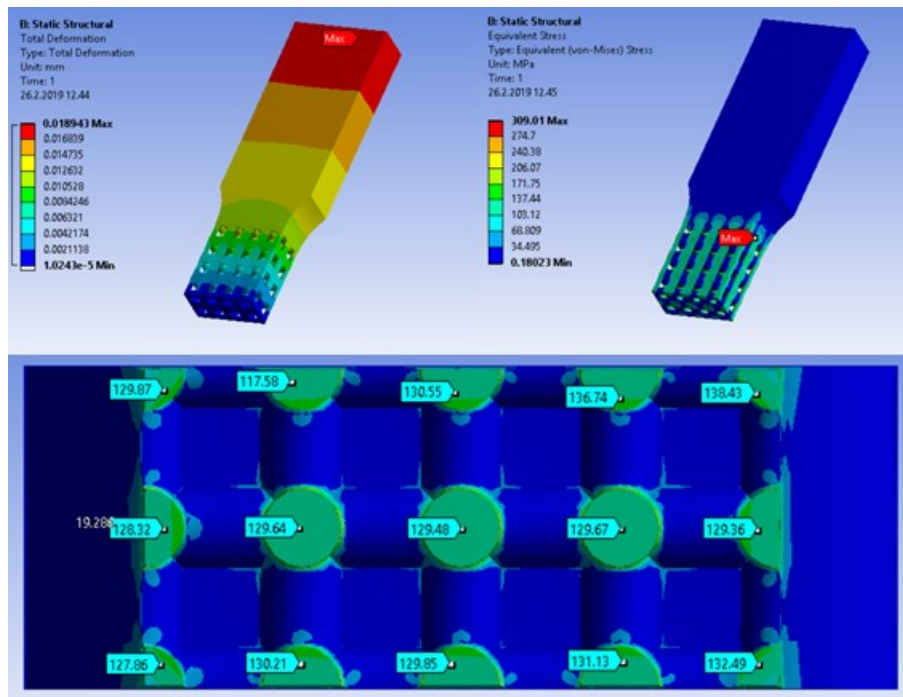 B: Static Structural
Total Deformation
Type: Total Deformation
Unit: mm
Time: 1
26.2.2019 12.44
0.018943 Max
0.016839
0.014735
0.012632
0.010528
0.0084246
0.006321
0.0042174
0.0021138
1.0243e-5 Min
Max
B: Static Structural
Equivalent Stress
Type: Equivalent (von-Mises) Stress
Unit: MPa
Time: 1
26.2.2019 12.45
309.01 Max
274.7
240.38
206.07
171.75
137.44
103.12
68.809
34.495
0.18023 Min
Max
129.87
117.58
130.55
136.74
138.43
19.286
128.32
129.64
129.48
129.67
129.36
127.86
130.21
129.85
131.13
132.49